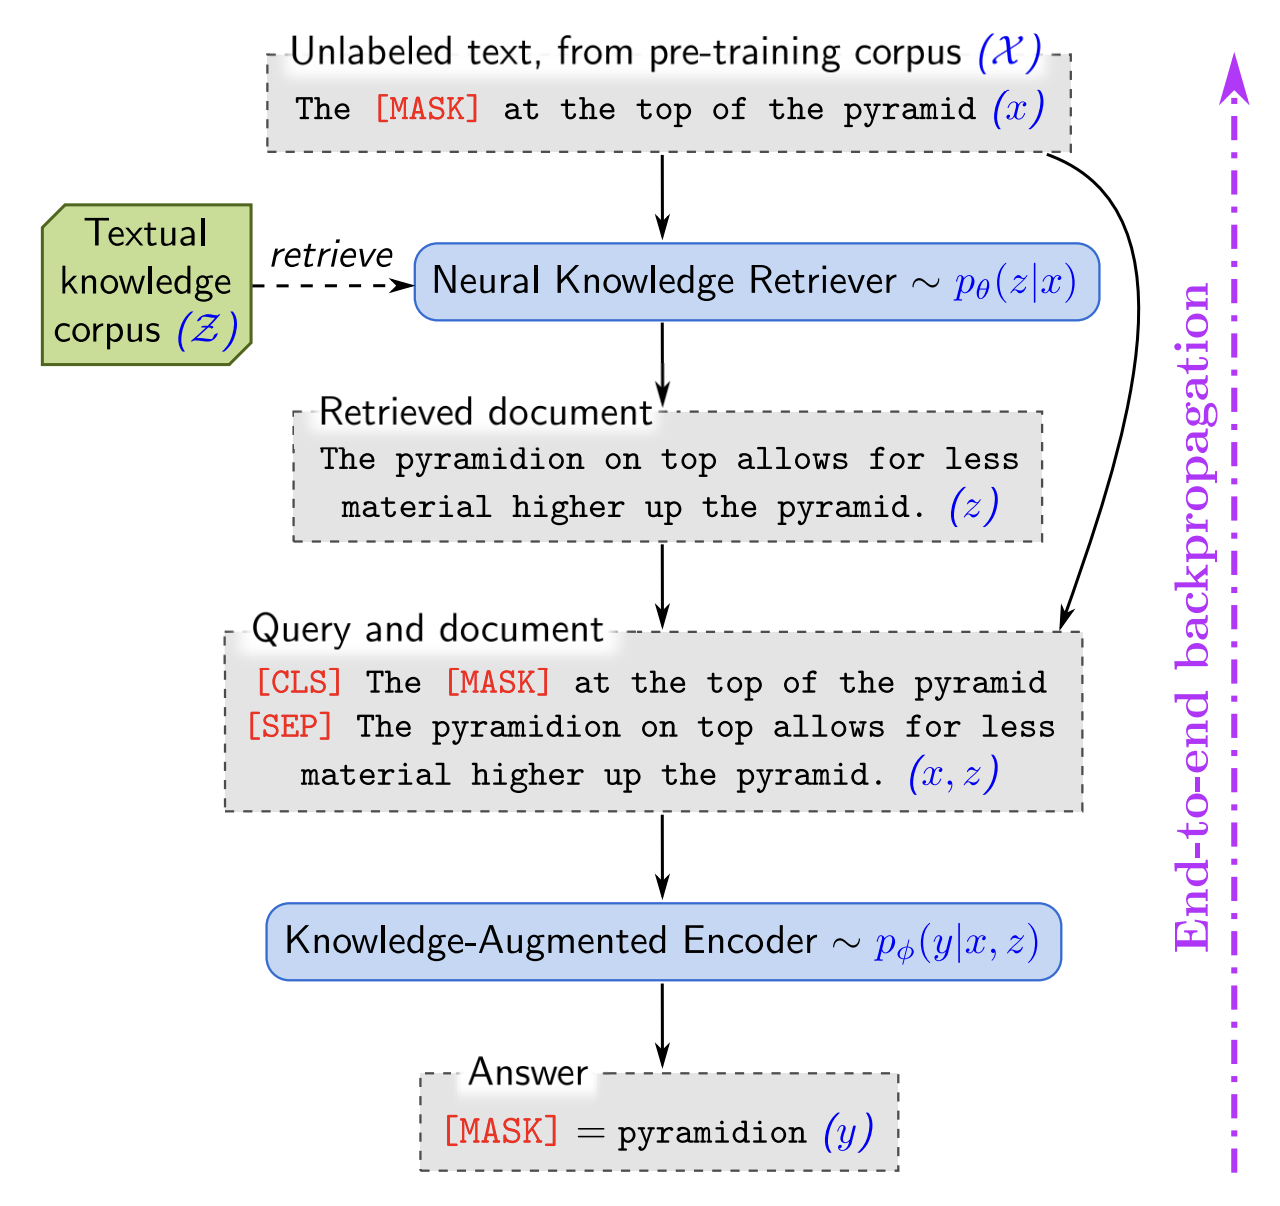 Unlabeled text, from pre-training corpus (𝒳)
The [MASK] at the top of the pyramid (x)
Textual
knowledge
corpus (𝒵)
retrieve
Neural Knowledge Retriever ∼ p_θ(z|x)
Retrieved document
The pyramidion on top allows for less
material higher up the pyramid. (z)
Query and document
[CLS] The [MASK] at the top of the pyramid
[SEP] The pyramidion on top allows for less
material higher up the pyramid. (x, z)
Knowledge-Augmented Encoder ∼ p_ϕ(y|x, z)
Answer
[MASK] = pyramidion (y)
End-to-end backpropagation